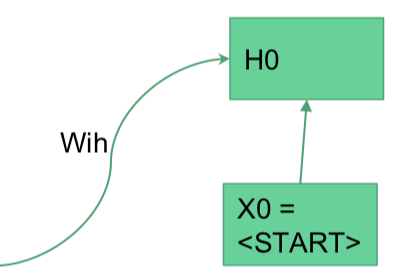 H0
Wih
X0 =
<START>